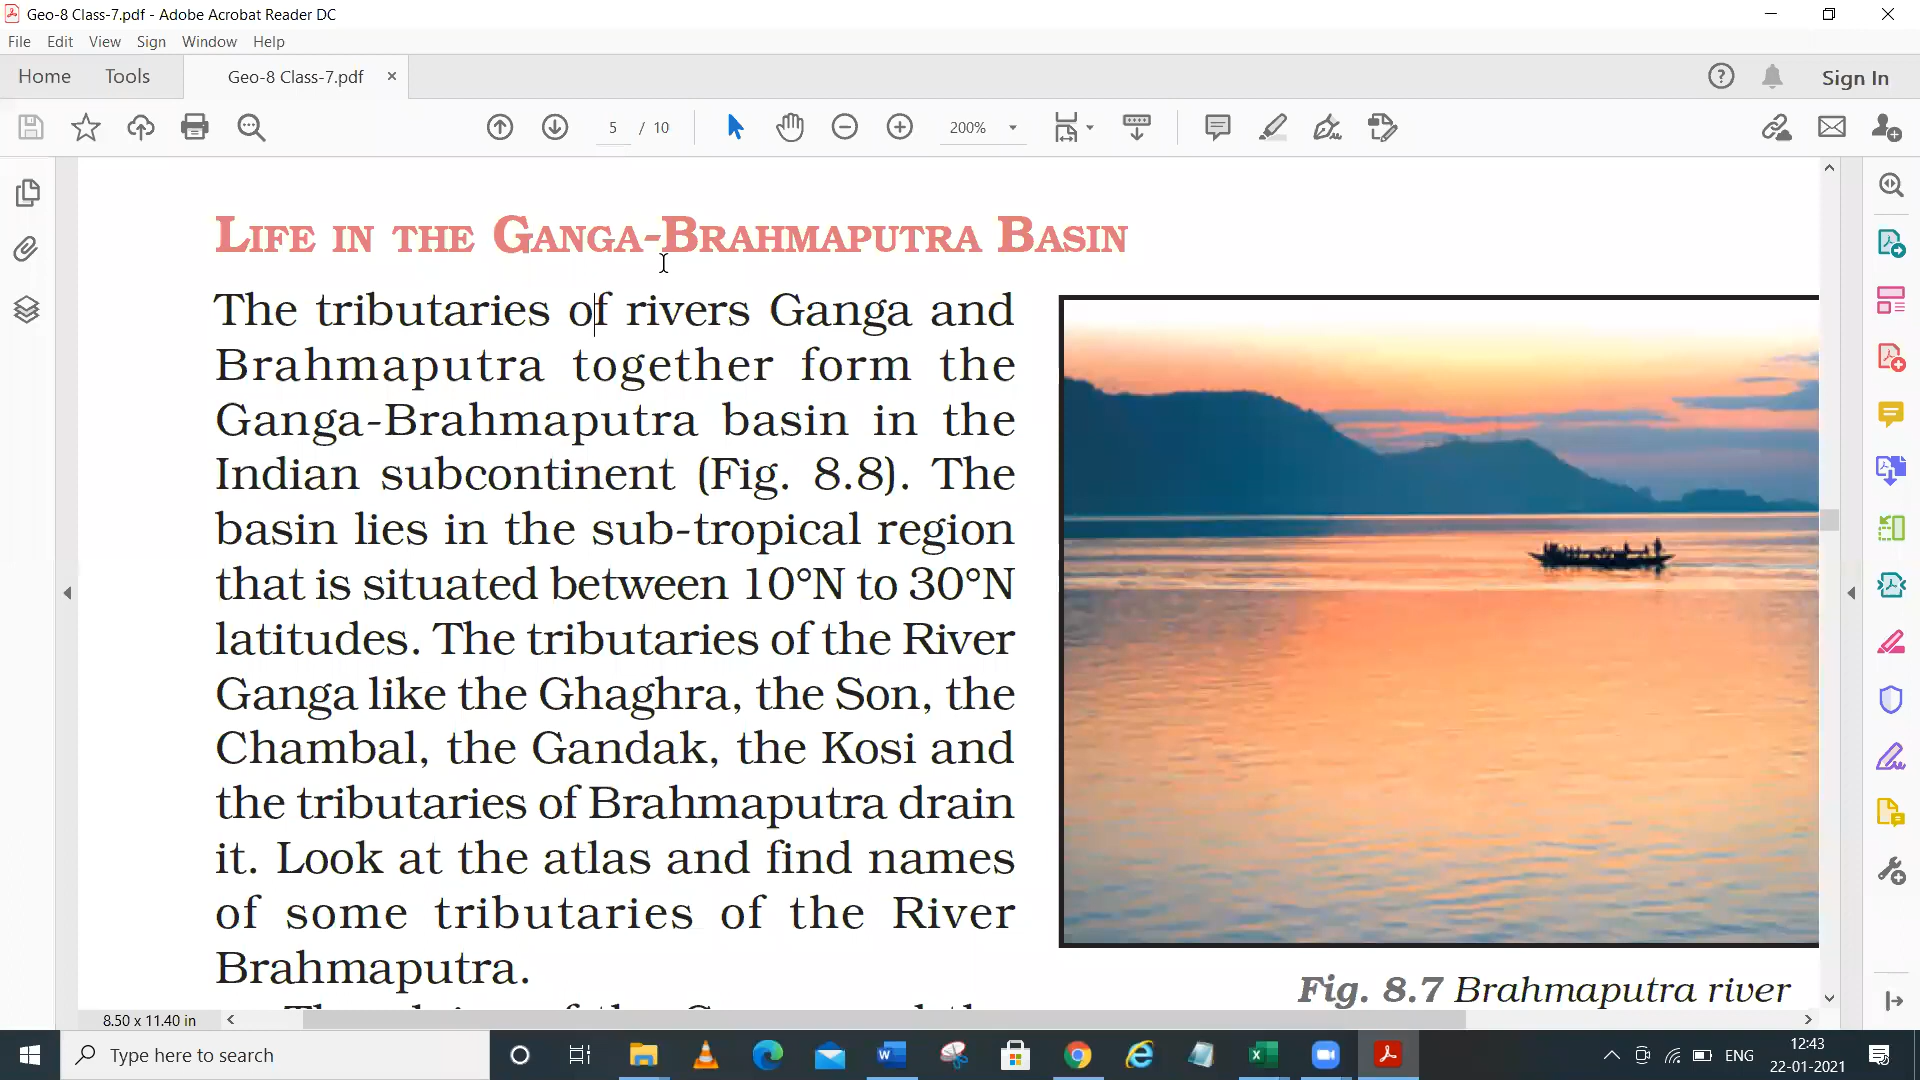 Geo-8 Class-7.pdf - Adobe Acrobat Reader DC
File Edit View Sign Window Help
Home Tools Geo-8 Class-7.pdf × Sign In
5 / 10 200%
LIFE IN THE GANGA-BRAHMAPUTRA BASIN
The tributaries of rivers Ganga and
Brahmaputra together form the
Ganga-Brahmaputra basin in the
Indian subcontinent (Fig. 8.8). The
basin lies in the sub-tropical region
that is situated between 10°N to 30°N
latitudes. The tributaries of the River
Ganga like the Ghaghra, the Son, the
Chambal, the Gandak, the Kosi and
the tributaries of Brahmaputra drain
it. Look at the atlas and find names
of some tributaries of the River
Brahmaputra.
Fig. 8.7 Brahmaputra river
8.50 x 11.40 in
Type here to search
ENG
12:43
22-01-2021